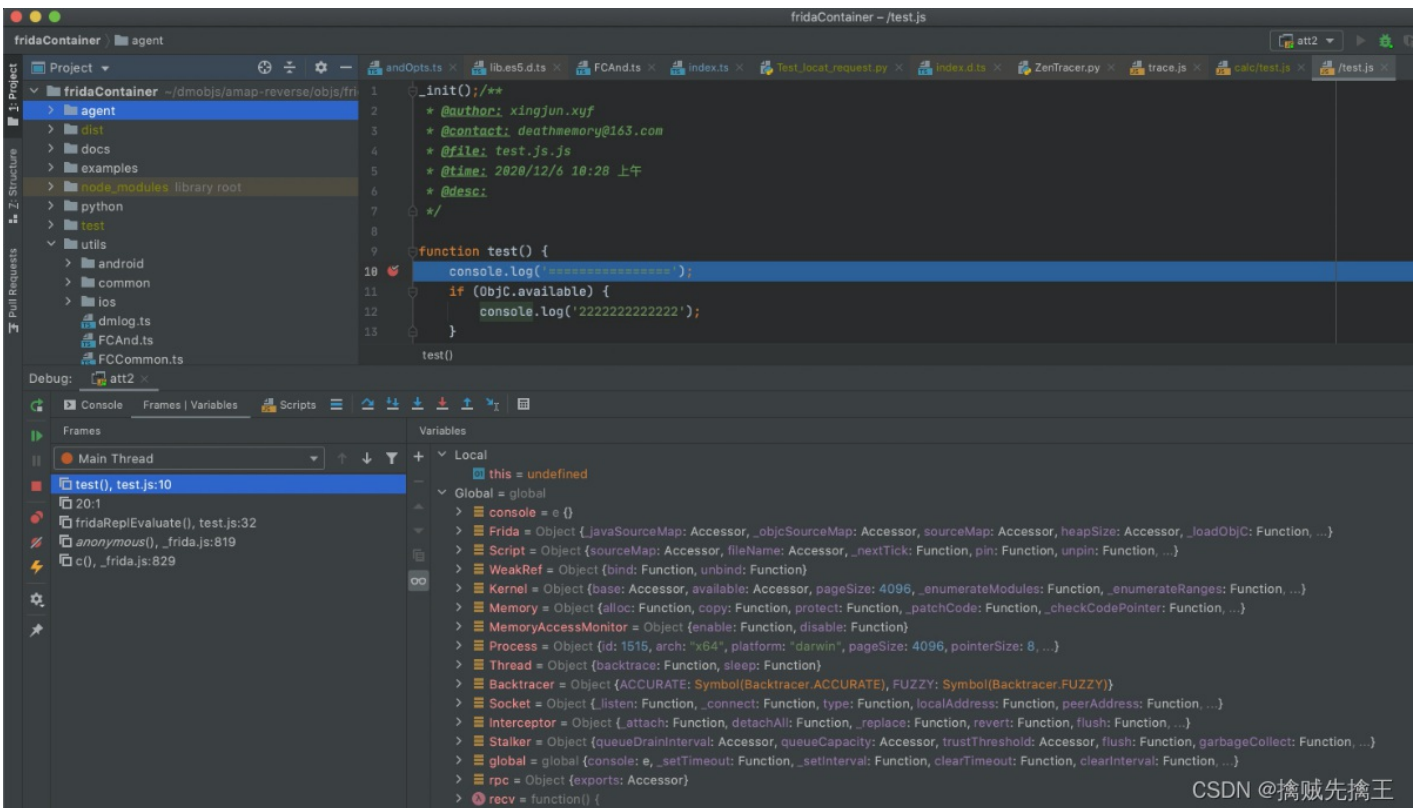 fridaContainer – /test.js
fridaContainer agent
att2
Project
andOpts.ts
lib.es5.d.ts
FCAnd.ts
index.ts
Test_locat_request.py
index.d.ts
ZenTracer.py
trace.js
calc/test.js
/test.js
1: Project
Z: Structure
Pull Requests
fridaContainer ~/dmobjs/amap-reverse/objs/fri
agent
dist
docs
examples
node_modules library root
python
test
utils
android
common
ios
dmlog.ts
FCAnd.ts
FCCommon.ts
1 _init();/**
2 * @author: xingjun.xyf
3 * @contact: deathmemory@163.com
4 * @file: test.js.js
5 * @time: 2020/12/6 10:28 上午
6 * @desc:
7 */
8
9 function test() {
10 console.log('================');
11 if (ObjC.available) {
12 console.log('2222222222222');
13 }
test()
Debug: att2
Console Frames | Variables Scripts
Frames
Main Thread
test(), test.js:10
20:1
fridaReplEvaluate(), test.js:32
anonymous(), _frida.js:819
c(), _frida.js:829
Variables
Local
this = undefined
Global = global
console = e {}
Frida = Object {_javaSourceMap: Accessor, _objcSourceMap: Accessor, sourceMap: Accessor, heapSize: Accessor, _loadObjC: Function, ...}
Script = Object {sourceMap: Accessor, fileName: Accessor, _nextTick: Function, pin: Function, unpin: Function, ...}
WeakRef = Object {bind: Function, unbind: Function}
Kernel = Object {base: Accessor, available: Accessor, pageSize: 4096, _enumerateModules: Function, _enumerateRanges: Function, ...}
Memory = Object {alloc: Function, copy: Function, protect: Function, _patchCode: Function, _checkCodePointer: Function, ...}
MemoryAccessMonitor = Object {enable: Function, disable: Function}
Process = Object {id: 1515, arch: "x64", platform: "darwin", pageSize: 4096, pointerSize: 8, ...}
Thread = Object {backtrace: Function, sleep: Function}
Backtracer = Object {ACCURATE: Symbol(Backtracer.ACCURATE), FUZZY: Symbol(Backtracer.FUZZY)}
Socket = Object {_listen: Function, _connect: Function, type: Function, localAddress: Function, peerAddress: Function, ...}
Interceptor = Object {_attach: Function, detachAll: Function, _replace: Function, revert: Function, flush: Function, ...}
Stalker = Object {queueDrainInterval: Accessor, queueCapacity: Accessor, trustThreshold: Accessor, flush: Function, garbageCollect: Function, ...}
global = global {console: e, _setTimeout: Function, _setInterval: Function, clearTimeout: Function, clearInterval: Function, ...}
rpc = Object {exports: Accessor}
recv = function() {
CSDN @擒贼先擒王